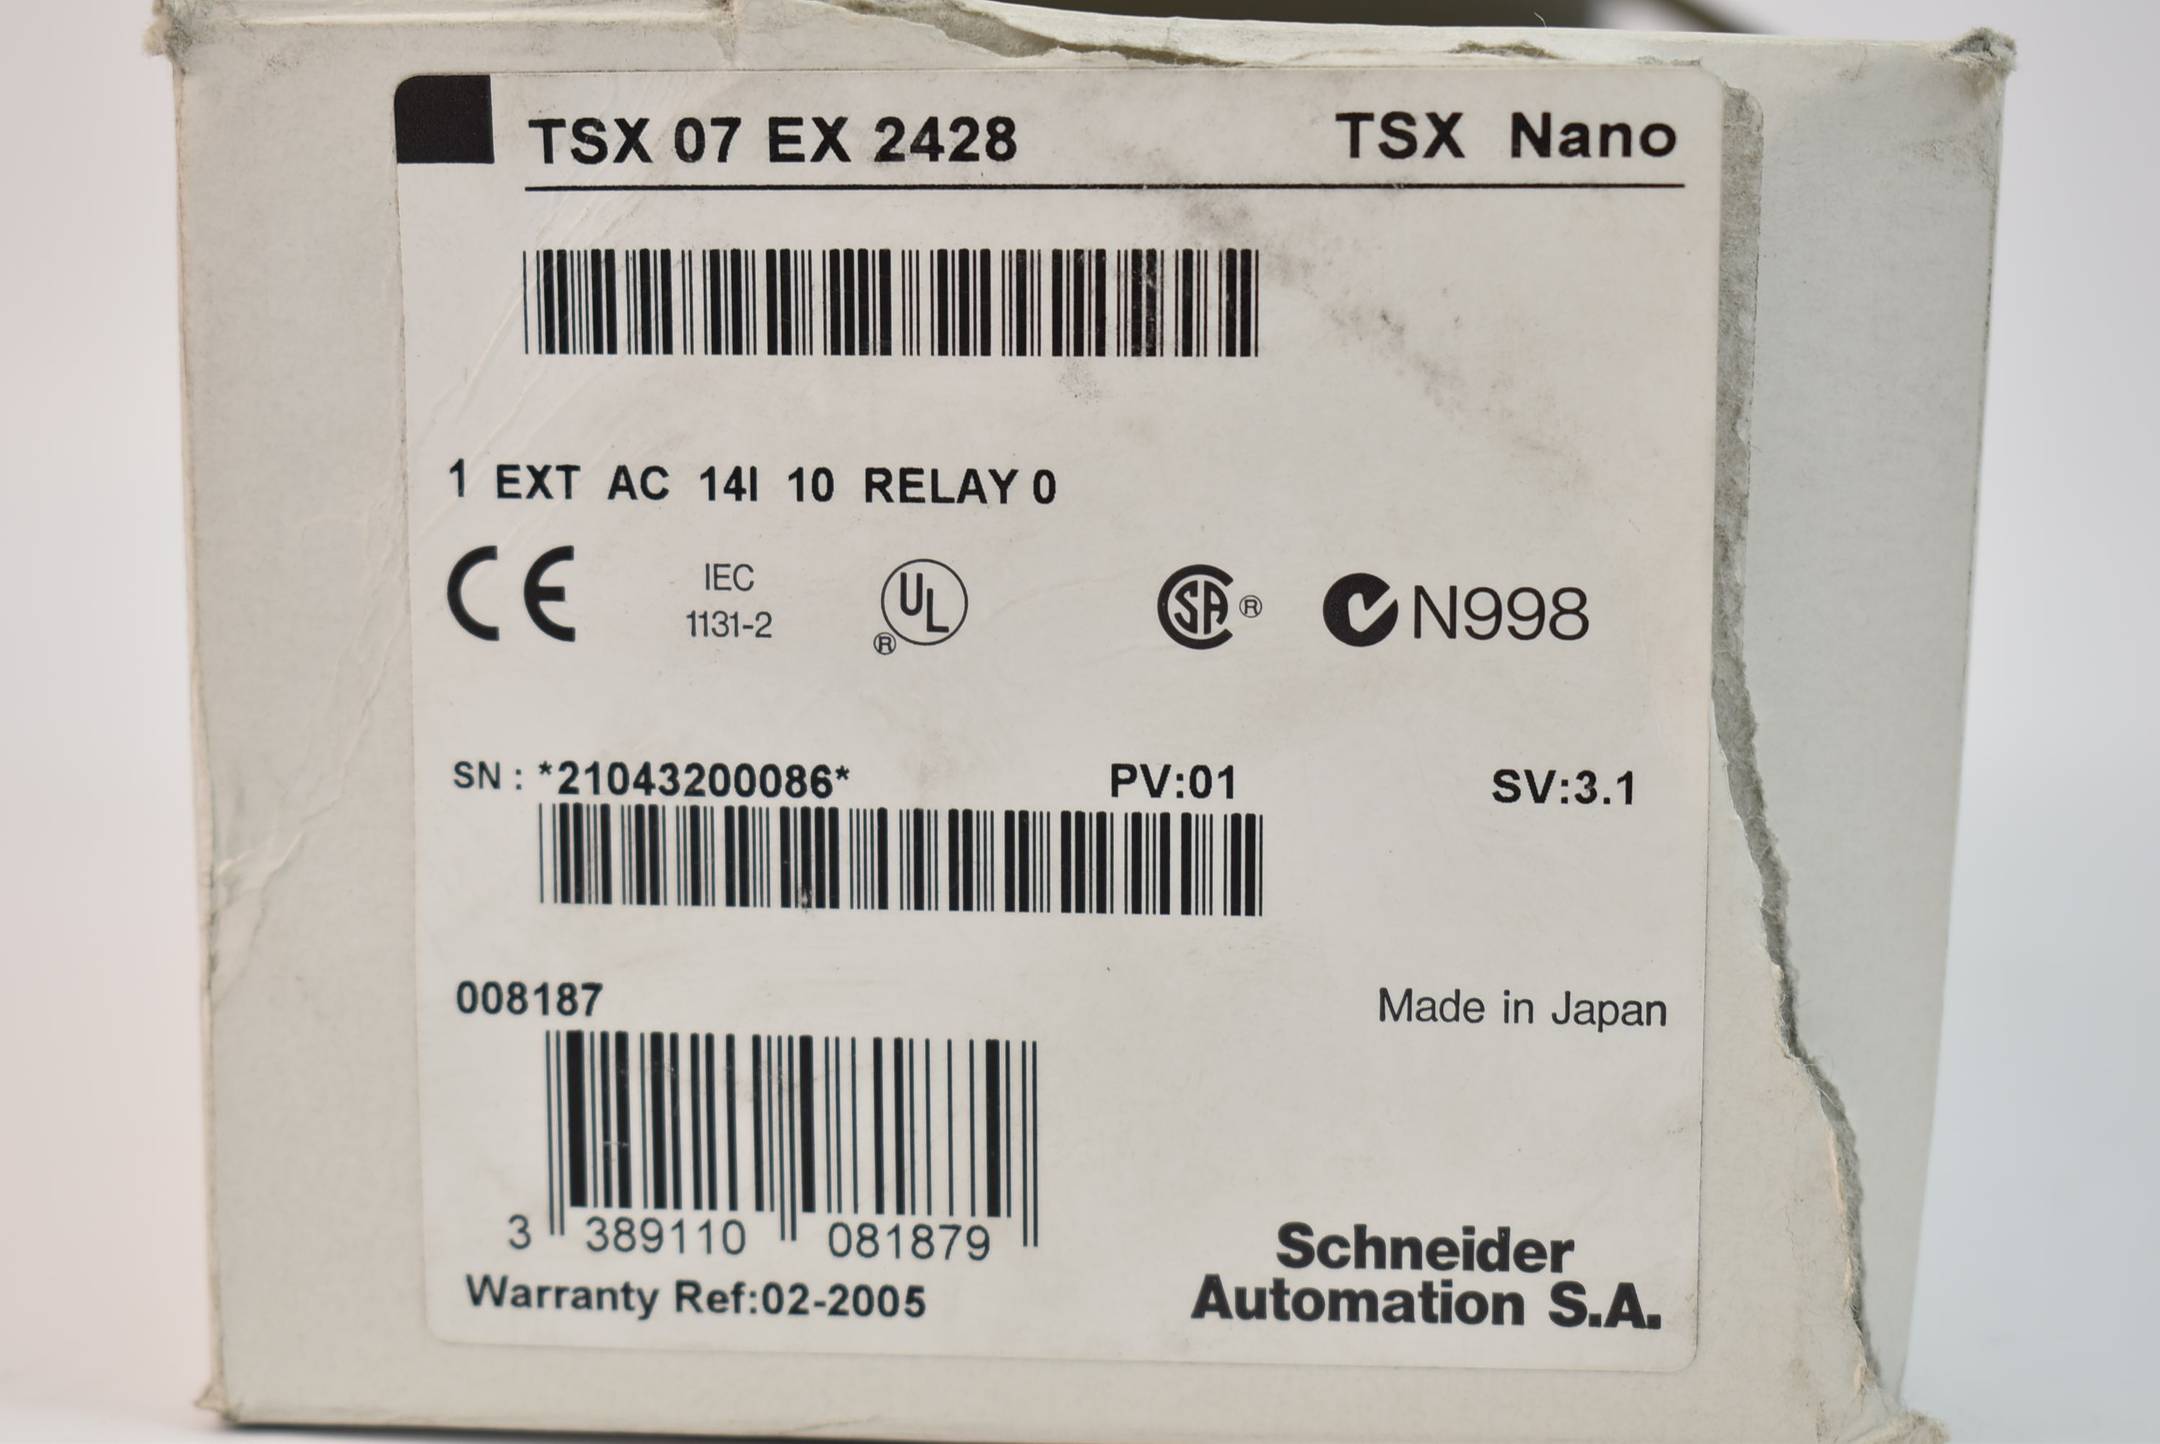 TSX 07 EX 2428 TSX Nano
1 EXT AC 14I 10 RELAY 0
CE IEC 1131-2 UL ® SA ® N998
SN : *21043200086* PV:01 SV:3.1
008187 Made in Japan
3 389110 081879
Warranty Ref:02-2005
Schneider
Automation S.A.